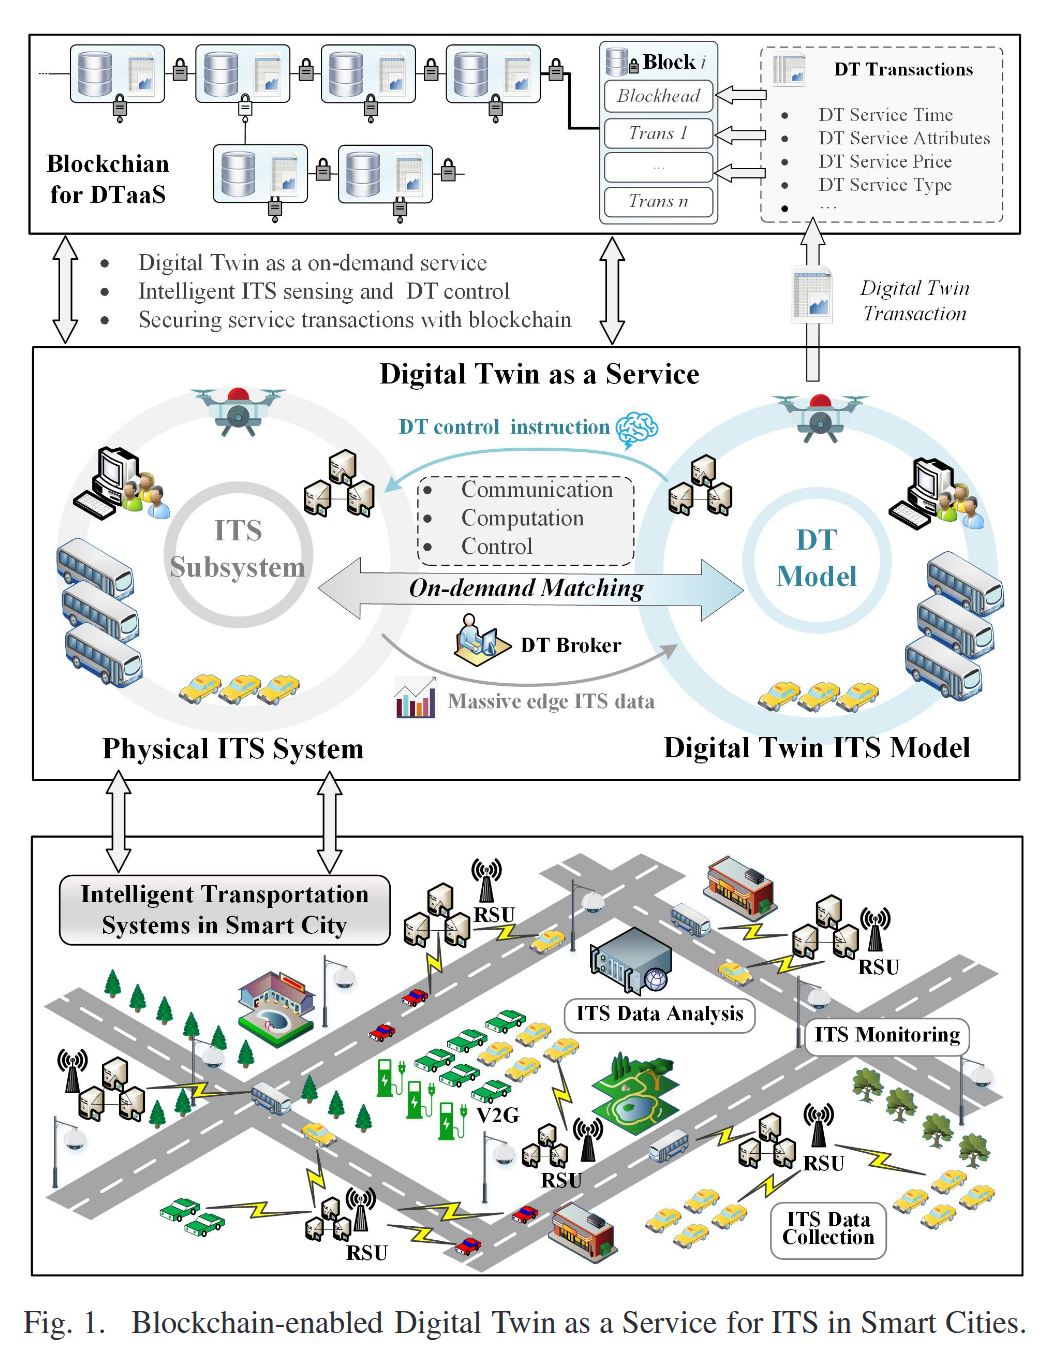 Block i
Blockhead
Trans 1
...
Trans n
DT Transactions
• DT Service Time
• DT Service Attributes
• DT Service Price
• DT Service Type
• ...
Blockchian
for DTaaS
• Digital Twin as a on-demand service
• Intelligent ITS sensing and DT control
• Securing service transactions with blockchain
Digital Twin
Transaction
Digital Twin as a Service
DT control instruction
• Communication
• Computation
• Control
ITS
Subsystem
DT
Model
On-demand Matching
DT Broker
Massive edge ITS data
Physical ITS System
Digital Twin ITS Model
Intelligent Transportation
Systems in Smart City
RSU
RSU
ITS Data Analysis
ITS Monitoring
V2G
RSU
RSU
RSU
ITS Data
Collection
Fig. 1. Blockchain-enabled Digital Twin as a Service for ITS in Smart Cities.